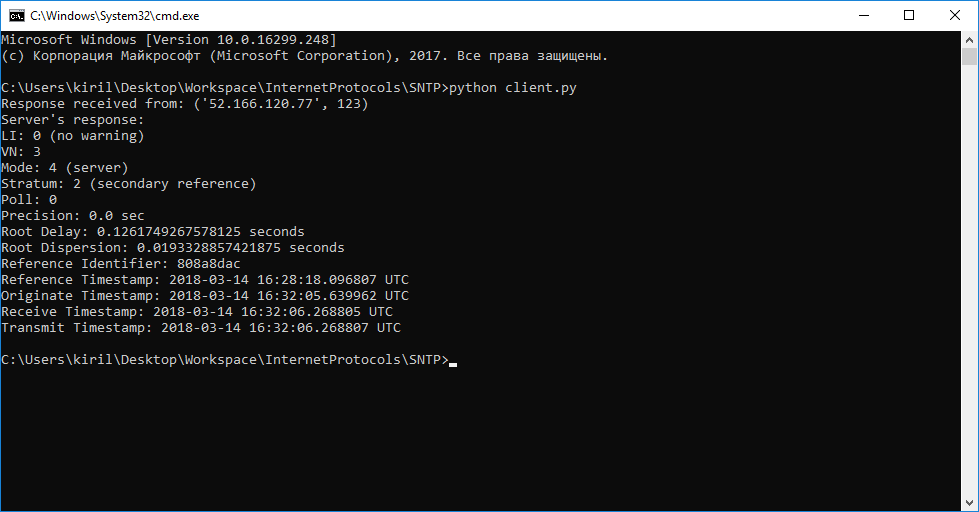 C:\Windows\System32\cmd.exe
Microsoft Windows [Version 10.0.16299.248]
(c) Корпорация Майкрософт (Microsoft Corporation), 2017. Все права защищены.
C:\Users\kiril\Desktop\Workspace\InternetProtocols\SNTP>python client.py
Response received from: ('52.166.120.77', 123)
Server's response:
LI: 0 (no warning)
VN: 3
Mode: 4 (server)
Stratum: 2 (secondary reference)
Poll: 0
Precision: 0.0 sec
Root Delay: 0.1261749267578125 seconds
Root Dispersion: 0.0193328857421875 seconds
Reference Identifier: 808a8dac
Reference Timestamp: 2018-03-14 16:28:18.096807 UTC
Originate Timestamp: 2018-03-14 16:32:05.639962 UTC
Receive Timestamp: 2018-03-14 16:32:06.268805 UTC
Transmit Timestamp: 2018-03-14 16:32:06.268807 UTC
C:\Users\kiril\Desktop\Workspace\InternetProtocols\SNTP>